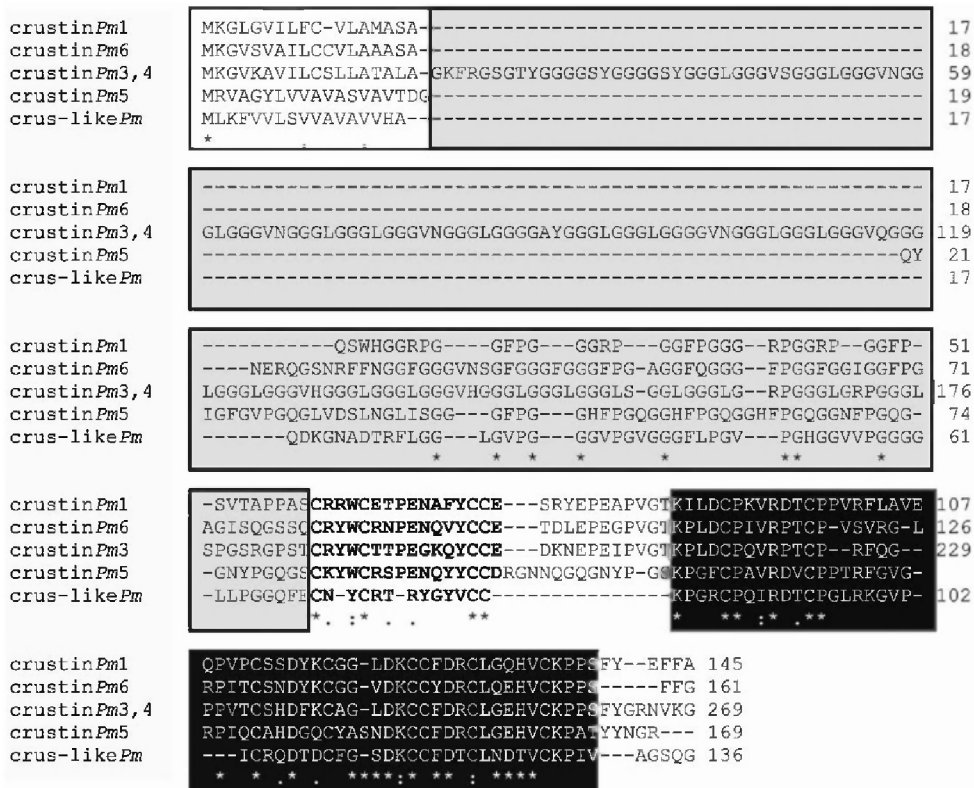 crustinPm1 MKGLGVILFC-VLAMASA------------------------------------------ 17
crustinPm6 MKGVSVAILCCVLAAASA------------------------------------------ 18
crustinPm3,4 MKGVKAVILCSLLATALA-GKFRGSGTYGGGGSYGGGGSYGGGLGGGVSGGGLGGGVNGG 59
crustinPm5 MRVAGYLVVAVASVAVTDG----------------------------------------- 19
crus-likePm MLKFVVLSVVAVAVVHA------------------------------------------- 17
* . .
crustinPm1 ------------------------------------------------------------ 17
crustinPm6 ------------------------------------------------------------ 18
crustinPm3,4 GLGGGVNGGGLGGGLGGGVNGGGLGGGGAYGGGLGGGLGGGGVNGGGLGGGLGGGVQGGG 119
crustinPm5 ----------------------------------------------------------QY 21
crus-likePm ------------------------------------------------------------ 17
crustinPm1 -----------QSWHGGRPG---GFPG---GGRP---GGFPGGG--RPGGRP--GGFP- 51
crustinPm6 ----NERQGSNRFFNGGFGGGVNSGFGGGFGGGFPG-AGGFQGGG--FPGGFGGIGGFPG 71
crustinPm3,4 LGGGLGGGVHGGGLGGGLGGGVHGGGLGGGLGGGLS-GGLGGGLG--RPGGGLGRPGGGL 176
crustinPm5 IGFGVPGQGLVDSLNGLISGG---GFPG---GHFPGQGGHFPGQGGHFPGQGGNFPGQG- 74
crus-likePm -------QDKGNADTRFLGG---LGVPG---GGVPGVGGGFLPGV---PGHGGVVPGGGG 61
* * * * * ** *
crustinPm1 -SVTAPPASCRRWCETPENAFYCCE---SRYEPEAPVGTKILDCPKVRDTCPPVRFLAVE 107
crustinPm6 AGISQGSSQCRYWCRNPENQVYCCE---TDLEPEGPVGTKPLDCPIVRPTCP-VSVRG-L 126
crustinPm3 SPGSRGPSTCRYWCTTPEGKQYCCE---DKNEPEIPVGTKPLDCPQVRPTCP--RFQG-- 229
crustinPm5 -GNYPGQGSCKYWCRSPENQYYCCDRGNNQGQGNYPGSKPGFCPAVRDVCPPTRFGVG- 74
crus-likePm -LLPGGQFECN-YCRT-RYGYVCC---------------KPGRCPQIRDTCPGLRKGVP- 102
*. :* . . ** * ** :* .**
crustinPm1 QPVPCSSDYKCGG-LDKCCFDRCLGQHVCKPPSFY--EFFA 145
crustinPm6 RPITCSNDYKCGG-VDKCCYDRCLQEHVCKPPS-----FFG 161
crustinPm3,4 PPVTCSHDFKCAG-LDKCCFDRCLGEHVCKPPSFYGRNVKG 269
crustinPm5 RPIQCAHDGQCYASNDKCCFDRCLGEHVCKPATYYNGR--- 169
crus-likePm ---ICRQDTDCFG-SDKCCFDTCLNDTVCKPIV---AGSQG 136
* * .* . ****:* ** : ****